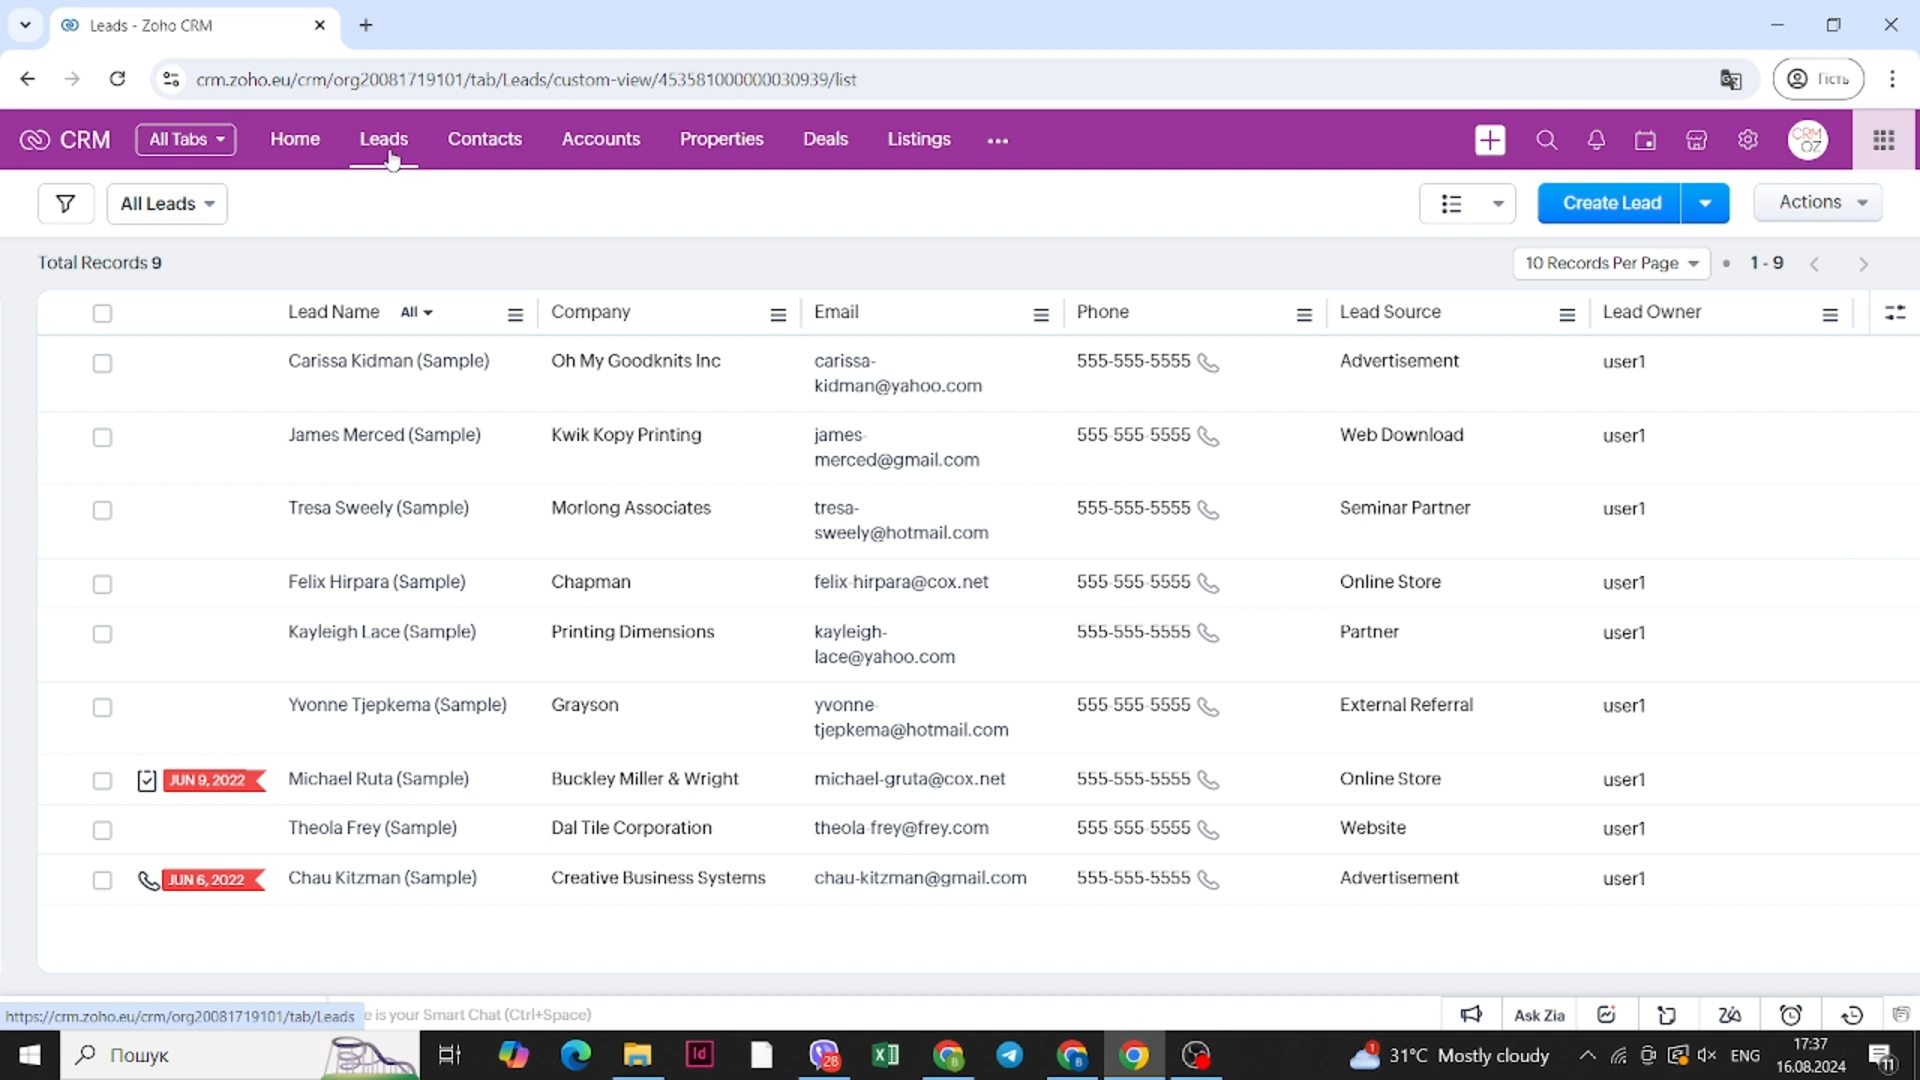 Leads - Zoho CRM
crm.zoho.eu/crm/org20081719101/tab/Leads/custom-view/453581000000030939/list
Гість
CRM All Tabs Home Leads Contacts Accounts Properties Deals Listings
CRM OZ
All Leads Create Lead Actions
Total Records 9 10 Records Per Page 1 - 9
Lead Name All Company Email Phone Lead Source Lead Owner
Carissa Kidman (Sample) Oh My Goodknits Inc carissa-
kidman@yahoo.com 555-555-5555 Advertisement user1
James Merced (Sample) Kwik Kopy Printing james-
merced@gmail.com 555-555-5555 Web Download user1
Tresa Sweely (Sample) Morlong Associates tresa-
sweely@hotmail.com 555-555-5555 Seminar Partner user1
Felix Hirpara (Sample) Chapman felix-hirpara@cox.net 555-555-5555 Online Store user1
Kayleigh Lace (Sample) Printing Dimensions kayleigh-
lace@yahoo.com 555-555-5555 Partner user1
Yvonne Tjepkema (Sample) Grayson yvonne-
tjepkema@hotmail.com 555-555-5555 External Referral user1
JUN 9, 2022 Michael Ruta (Sample) Buckley Miller & Wright michael-gruta@cox.net 555-555-5555 Online Store user1
Theola Frey (Sample) Dal Tile Corporation theola-frey@frey.com 555-555-5555 Website user1
JUN 6, 2022 Chau Kitzman (Sample) Creative Business Systems chau-kitzman@gmail.com 555-555-5555 Advertisement user1
https://crm.zoho.eu/crm/org20081719101/tab/Leads e is your Smart Chat (Ctrl+Space) Ask Zia
Пошук Id 28 1 31°C Mostly cloudy ENG 17:37
16.08.2024 11